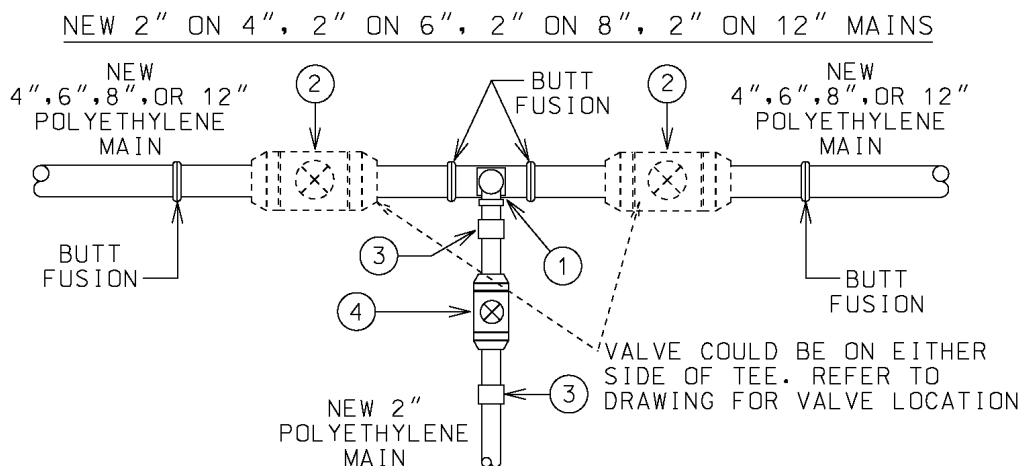 NEW 2" ON 4", 2" ON 6", 2" ON 8", 2" ON 12" MAINS
NEW
4",6",8",OR 12"
POLYETHYLENE
MAIN
2
BUTT
FUSION
2
NEW
4",6",8",OR 12"
POLYETHYLENE
MAIN
BUTT
FUSION
3
1
BUTT
FUSION
4
VALVE COULD BE ON EITHER
SIDE OF TEE. REFER TO
DRAWING FOR VALVE LOCATION
3
NEW 2"
POLYETHYLENE
MAIN